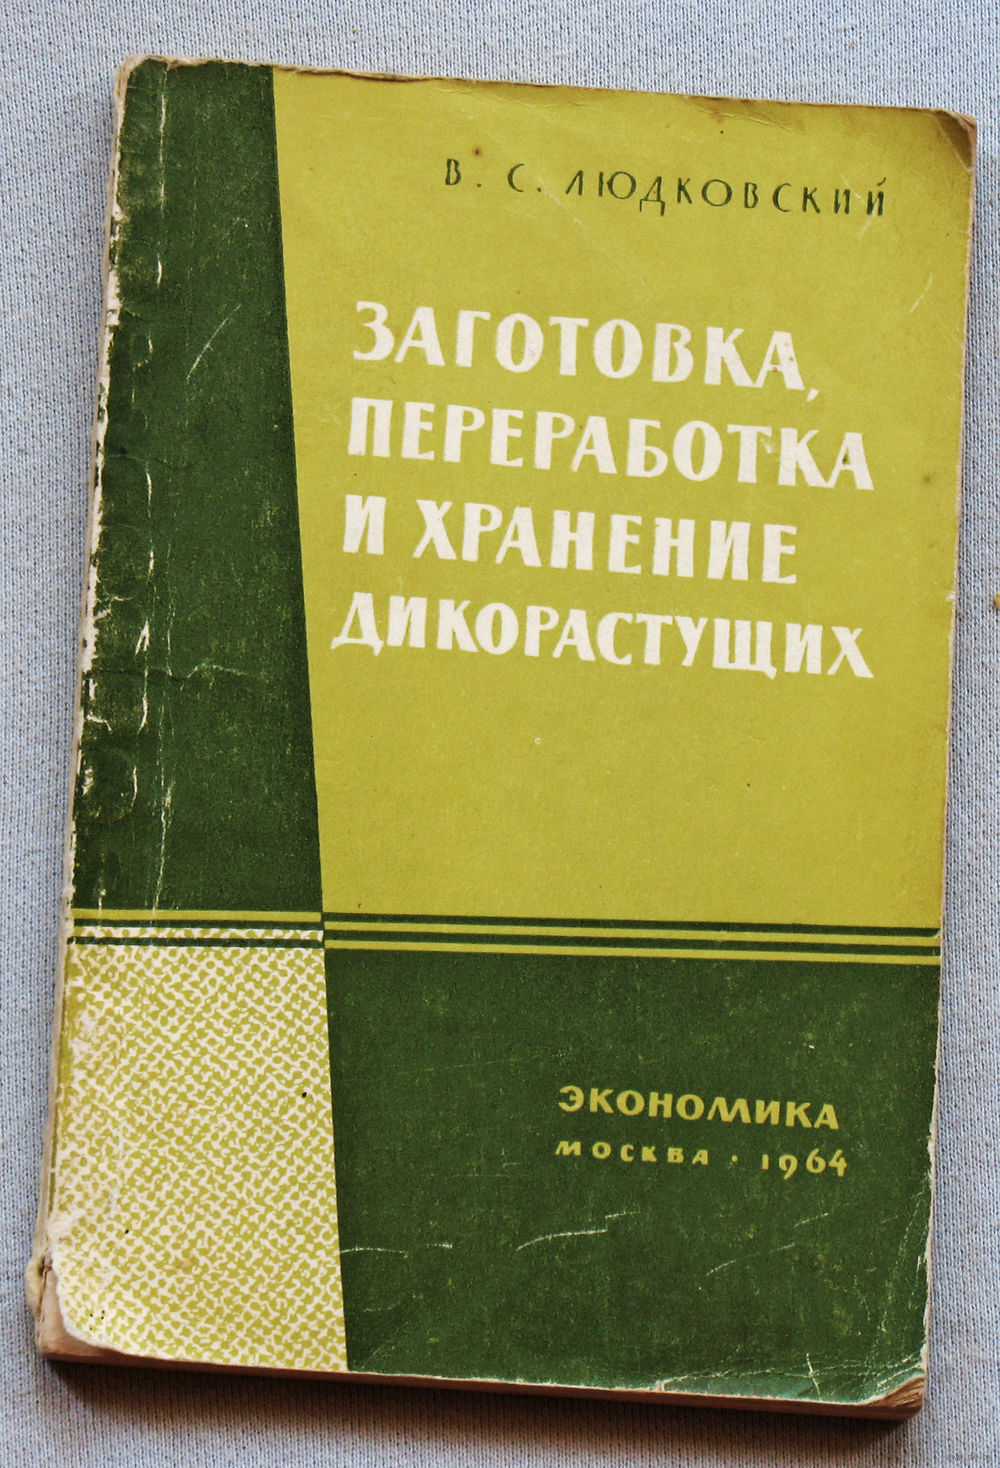 В. С. ЛЮДКОВСКИЙ
ЗАГОТОВКА,
ПЕРЕРАБОТКА
И ХРАНЕНИЕ
ДИКОРАСТУЩИХ
ЭКОНОМИКА
МОСКВА · 1964